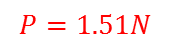 P = 1.51N